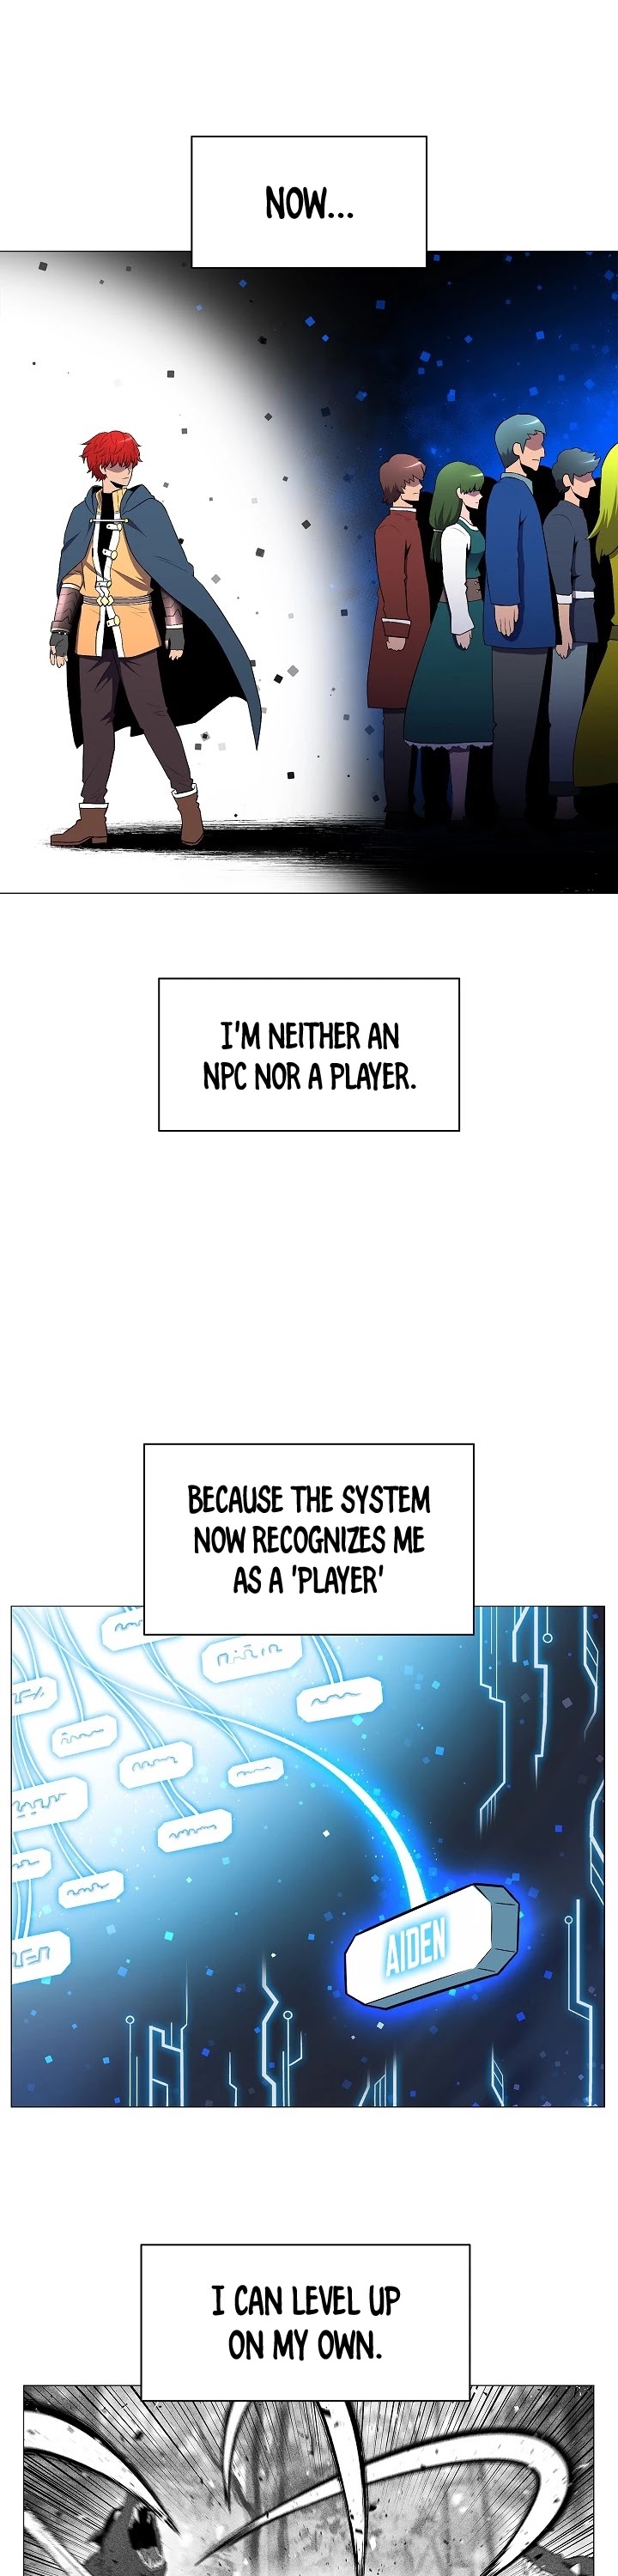 NOW...
I'M NEITHER AN
NPC NOR A PLAYER.
BECAUSE THE SYSTEM
NOW RECOGNIZES ME
AS A 'PLAYER'
AIDEN
I CAN LEVEL UP
ON MY OWN.